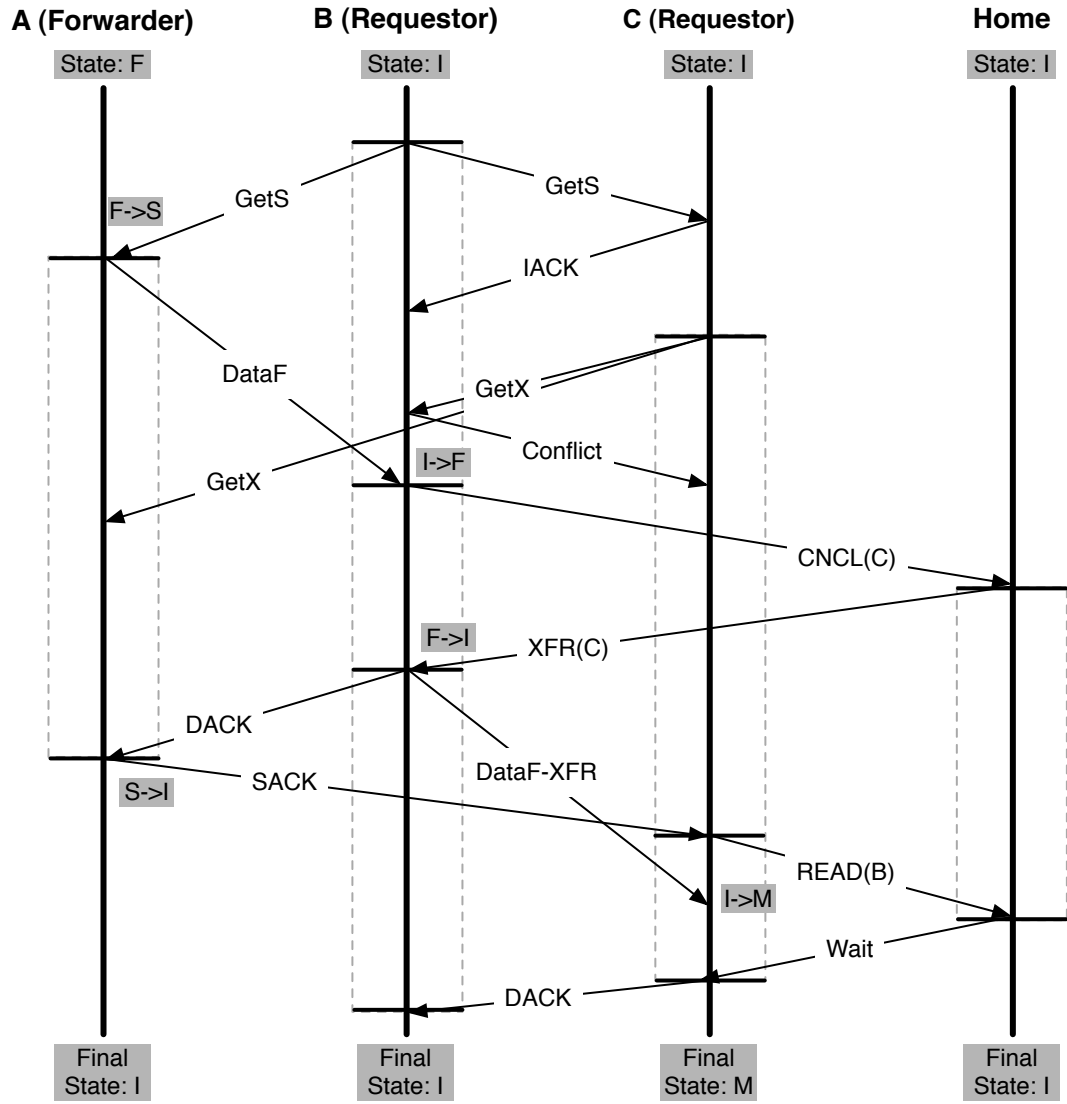 A (Forwarder)
B (Requestor)
C (Requestor)
Home
State: F
State: I
State: I
State: I
GetS
GetS
F->S
IACK
DataF
GetX
Conflict
I->F
GetX
CNCL(C)
F->I
XFR(C)
DACK
DataF-XFR
SACK
S->I
READ(B)
I->M
Wait
DACK
Final
State: I
Final
State: I
Final
State: M
Final
State: I